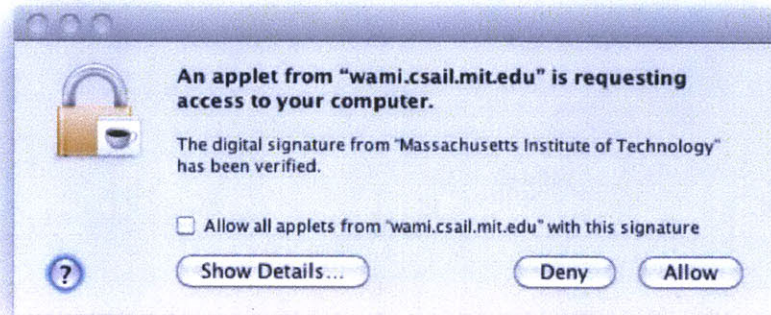 An applet from "wami.csail.mit.edu" is requesting
access to your computer.
The digital signature from "Massachusetts Institute of Technology"
has been verified.
Allow all applets from "wami.csail.mit.edu" with this signature
?
Show Details...
Deny
Allow